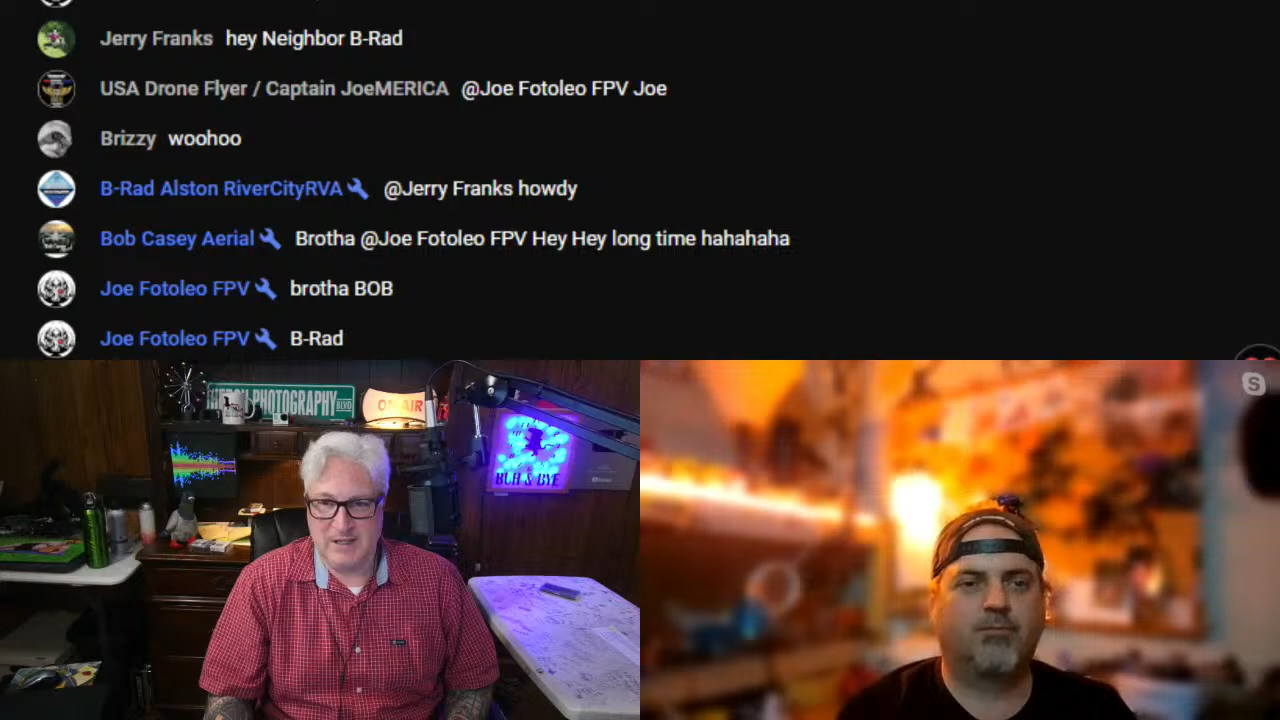 Jerry Franks hey Neighbor B-Rad
USA Drone Flyer / Captain JoeMERICA @Joe Fotoleo FPV Joe
Brizzy woohoo
B-Rad Alston RiverCityRVA @Jerry Franks howdy
Bob Casey Aerial Brotha @Joe Fotoleo FPV Hey Hey long time hahahaha
Joe Fotoleo FPV brotha BOB
Joe Fotoleo FPV B-Rad
PHOTOGRAPHY BLVD
ON AIR
BUH & BYE
S